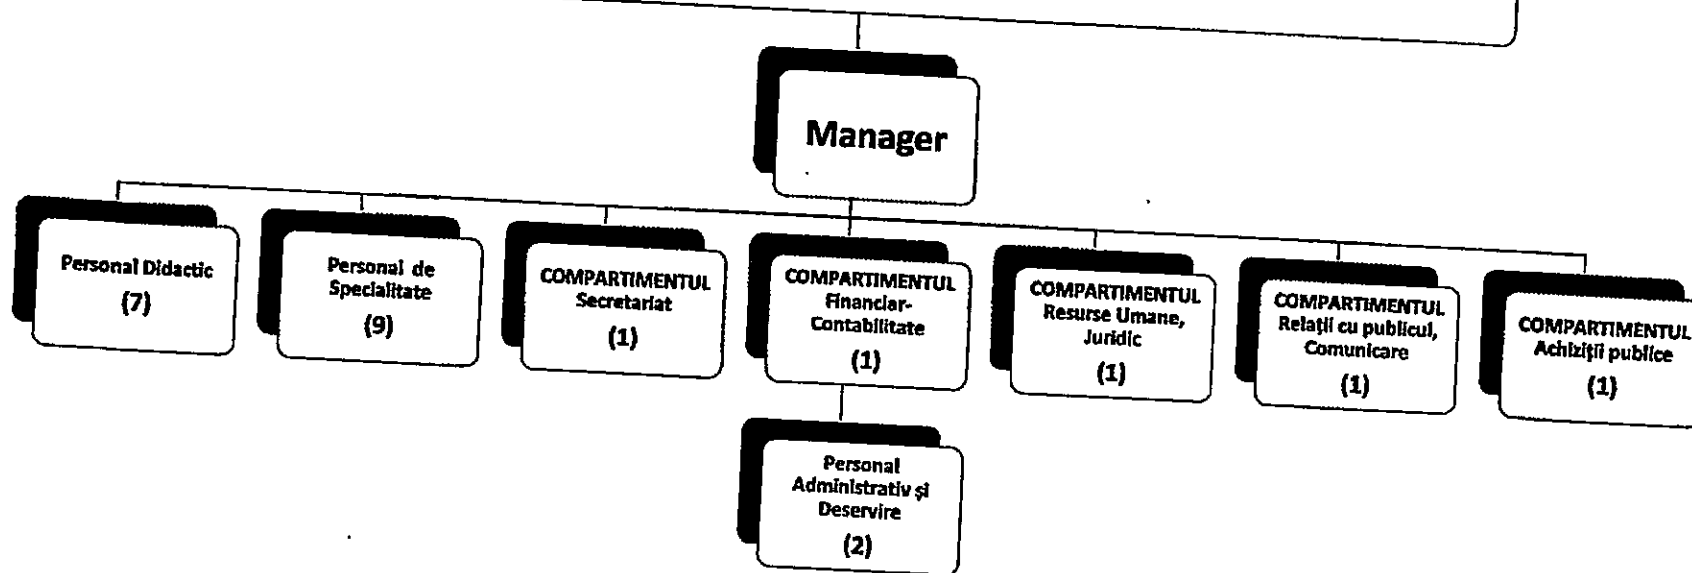 Manager
Personal Didactic
(7)
Personal de
Specialitate
(9)
COMPARTIMENTUL
Secretariat
(1)
COMPARTIMENTUL
Financiar-
Contabilitate
(1)
COMPARTIMENTUL
Resurse Umane,
Juridic
(1)
COMPARTIMENTUL
Relații cu publicul,
Comunicare
(1)
COMPARTIMENTUL
Achiziţii publice
(1)
Personal
Administrativ și
Deservire
(2)